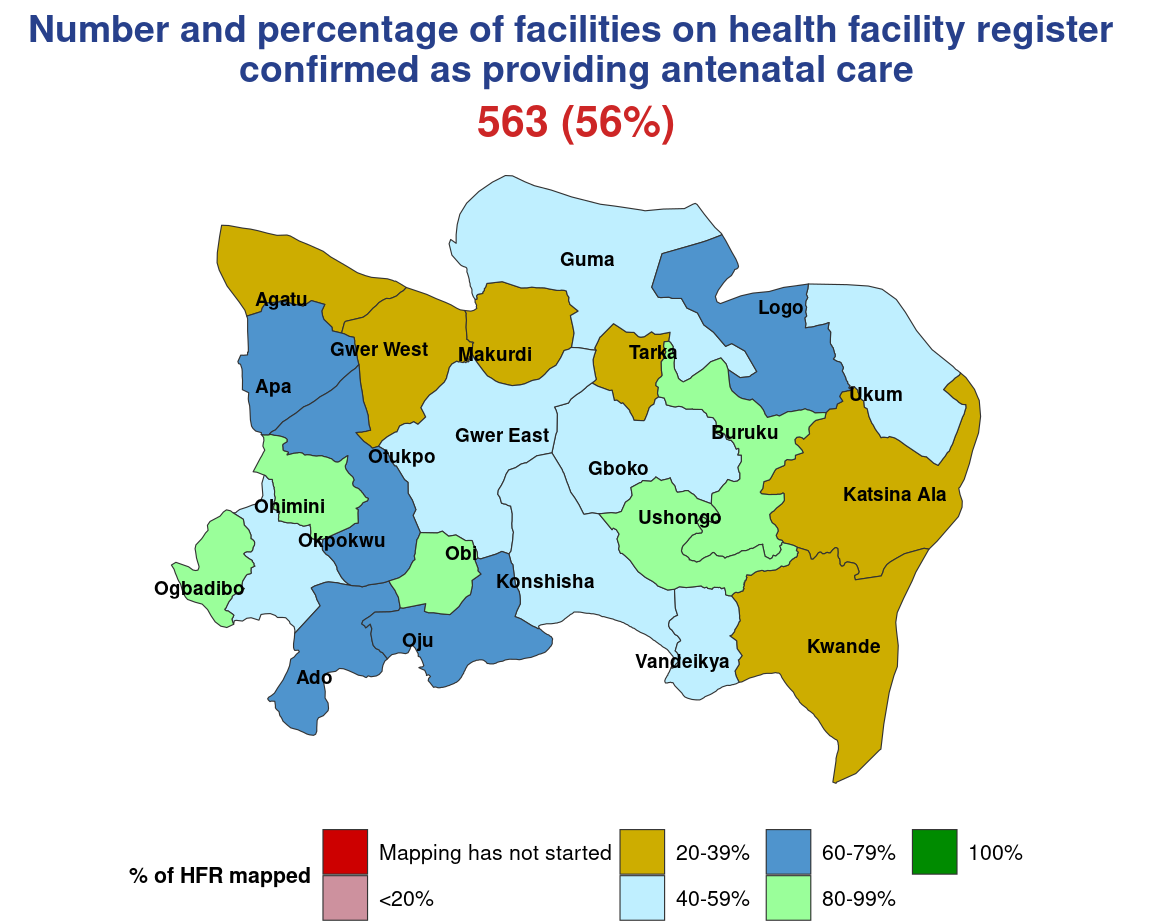 Number and percentage of facilities on health facility register
confirmed as providing antenatal care
563 (56%)
Guma
Agatu
Logo
Gwer West
Makurdi
Tarka
Apa
Ukum
Gwer East
Buruku
Otukpo
Gboko
Katsina Ala
Ohimini
Ushongo
Okpokwu
Obi
Konshisha
Ogbadibo
Oju
Kwande
Vandeikya
Ado
% of HFR mapped
Mapping has not started
<20%
20-39%
40-59%
60-79%
80-99%
100%